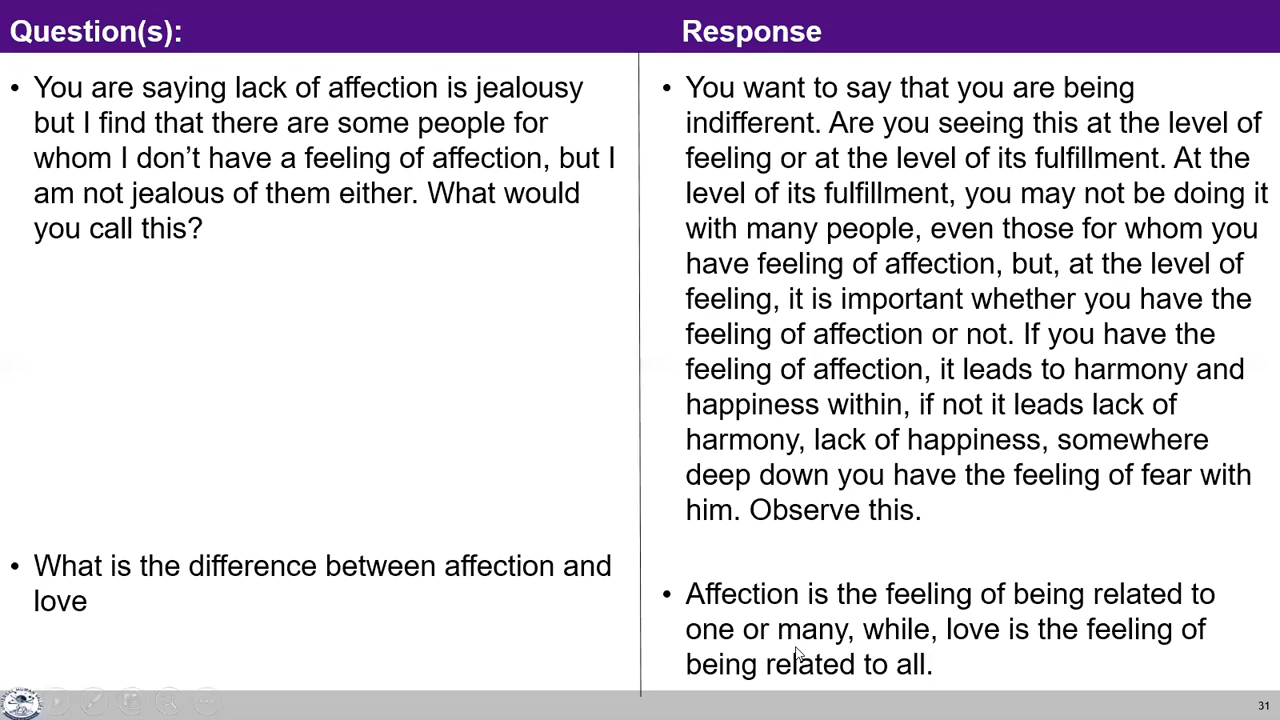 Question(s):
Response
• You are saying lack of affection is jealousy
but I find that there are some people for
whom I don’t have a feeling of affection, but I
am not jealous of them either. What would
you call this?
• What is the difference between affection and
love
• You want to say that you are being
indifferent. Are you seeing this at the level of
feeling or at the level of its fulfillment. At the
level of its fulfillment, you may not be doing it
with many people, even those for whom you
have feeling of affection, but, at the level of
feeling, it is important whether you have the
feeling of affection or not. If you have the
feeling of affection, it leads to harmony and
happiness within, if not it leads lack of
harmony, lack of happiness, somewhere
deep down you have the feeling of fear with
him. Observe this.
• Affection is the feeling of being related to
one or many, while, love is the feeling of
being related to all.
31